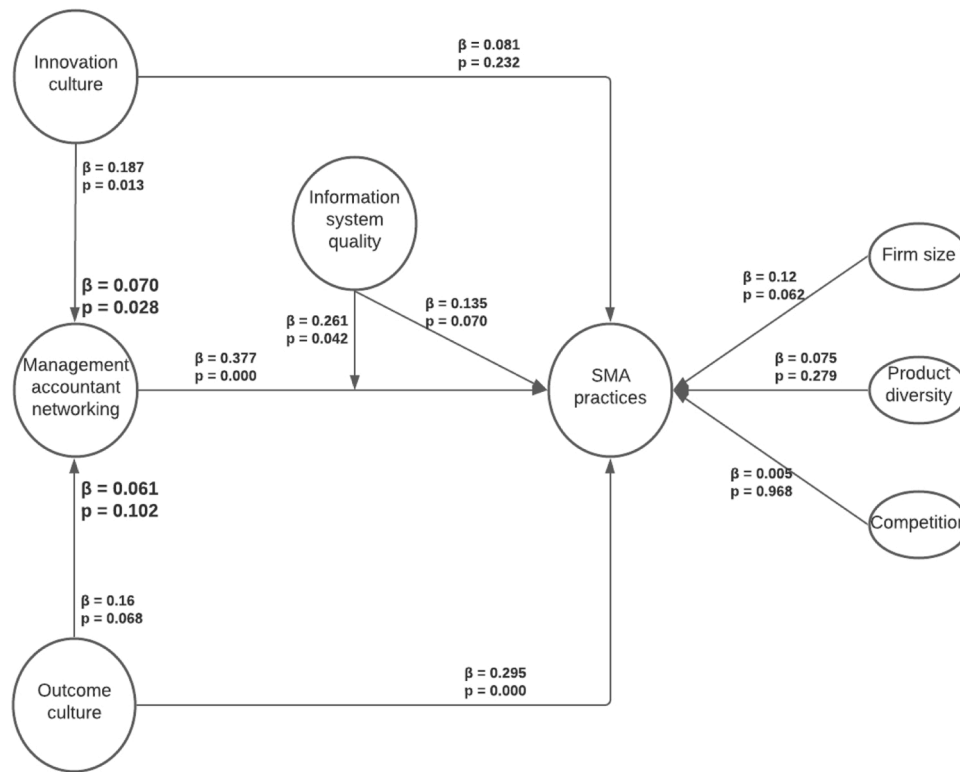 β = 0.081
p = 0.232
Innovation
culture
β = 0.187
p = 0.013
Information
system
quality
Firm size
β = 0.12
p = 0.062
β = 0.070
p = 0.028
β = 0.135
p = 0.070
β = 0.261
p = 0.042
Management
accountant
networking
β = 0.377
p = 0.000
SMA
practices
β = 0.075
p = 0.279
Product
diversity
β = 0.005
p = 0.968
Competition
β = 0.061
p = 0.102
β = 0.16
p = 0.068
Outcome
culture
β = 0.295
p = 0.000